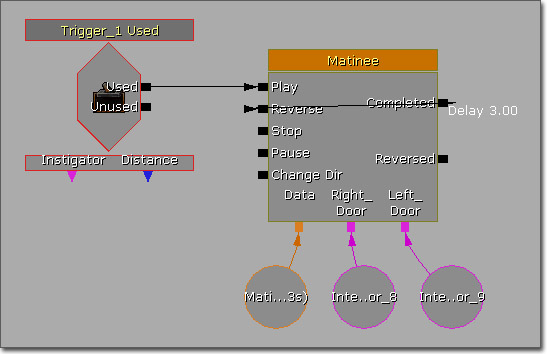 Trigger_1 Used
Used
Unused
Instigator Distance
Matinee
Play
Reverse
Stop
Pause
Change Dir
Completed
Delay 3.00
Reversed
Data Right_ Left_
Door Door
Mati...3s) Inte...or_8 Inte...or_9